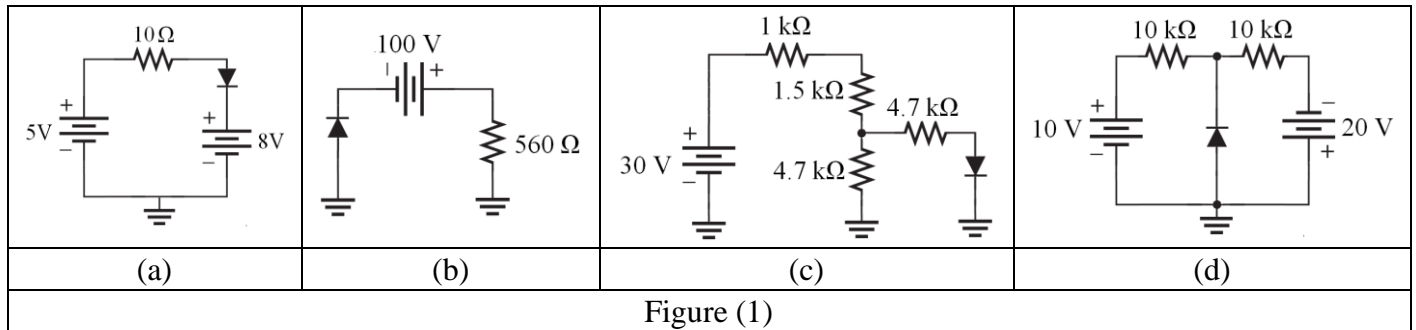 10 Ω
+
5V
−
+
8V
−
(a)
100 V
− +
560 Ω
(b)
1 kΩ
1.5 kΩ
4.7 kΩ
+
30 V
−
4.7 kΩ
(c)
10 kΩ 10 kΩ
+
10 V
−
−
20 V
+
(d)
Figure (1)